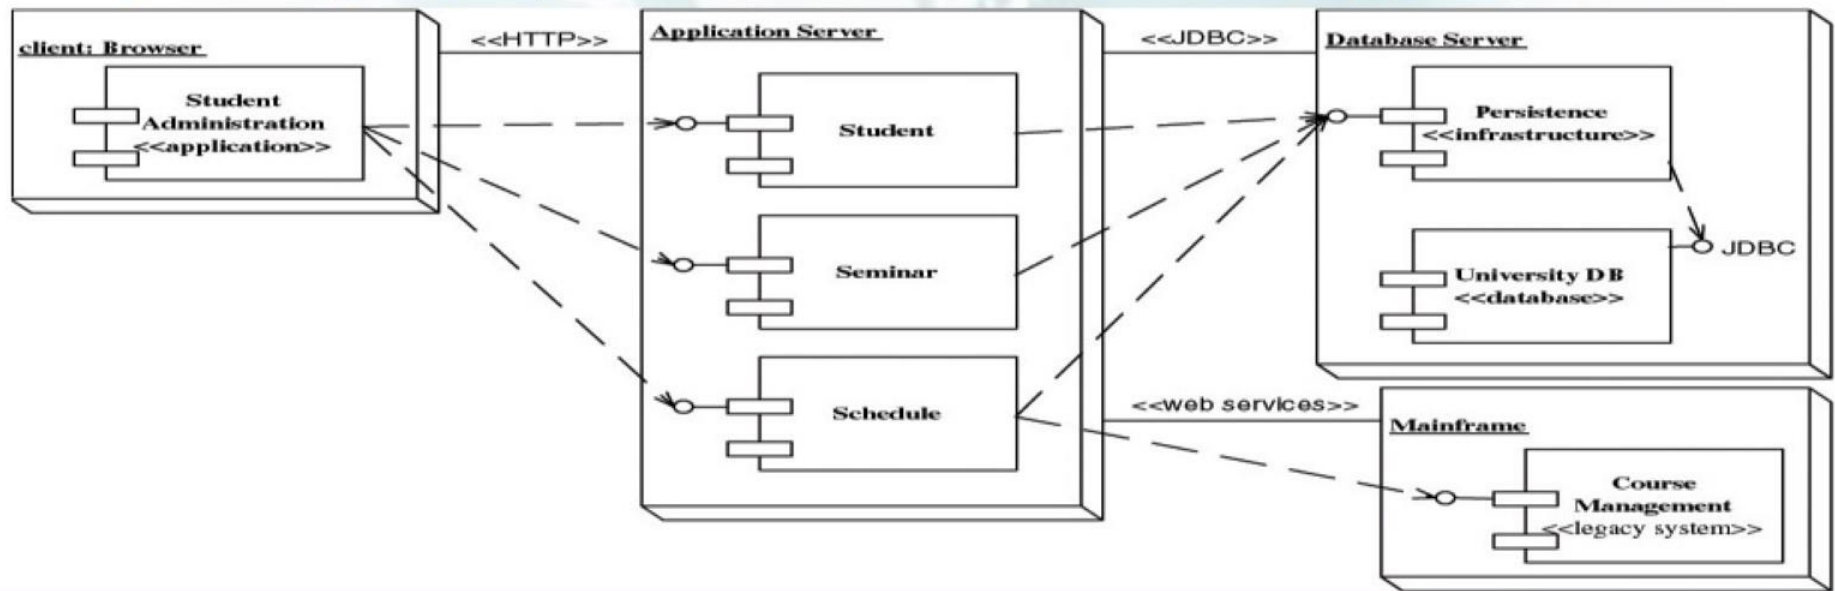 client: Browser
Student
Administration
<<application>>
<<HTTP>>
Application Server
Student
Seminar
Schedule
<<JDBC>>
Database Server
Persistence
<<infrastructure>>
JDBC
University DB
<<database>>
<<web services>>
Mainframe
Course
Management
<<legacy system>>